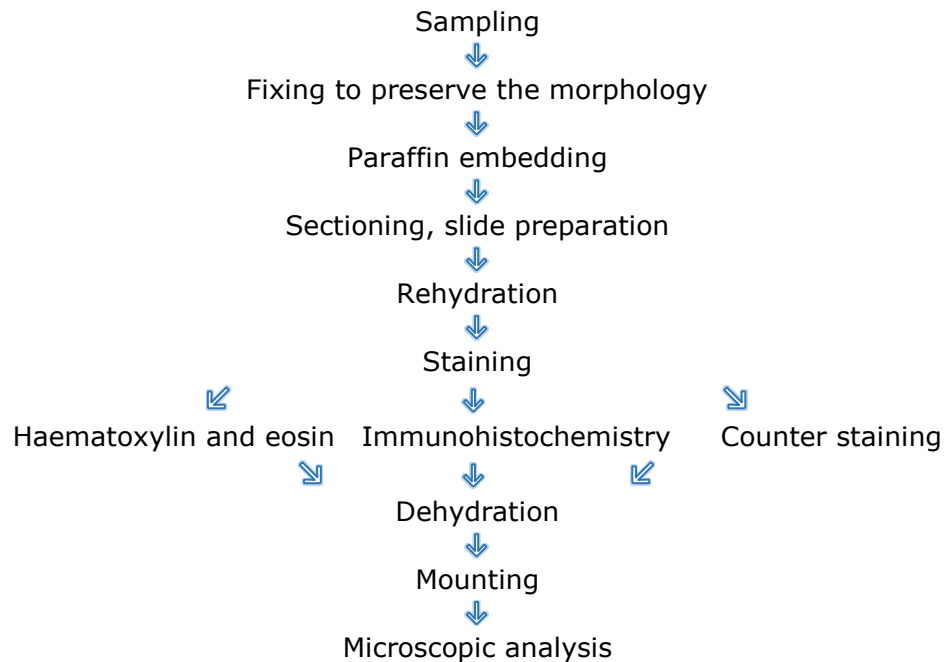 Sampling
Fixing to preserve the morphology
Paraffin embedding
Sectioning, slide preparation
Rehydration
Staining
Haematoxylin and eosin Immunohistochemistry Counter staining
Dehydration
Mounting
Microscopic analysis